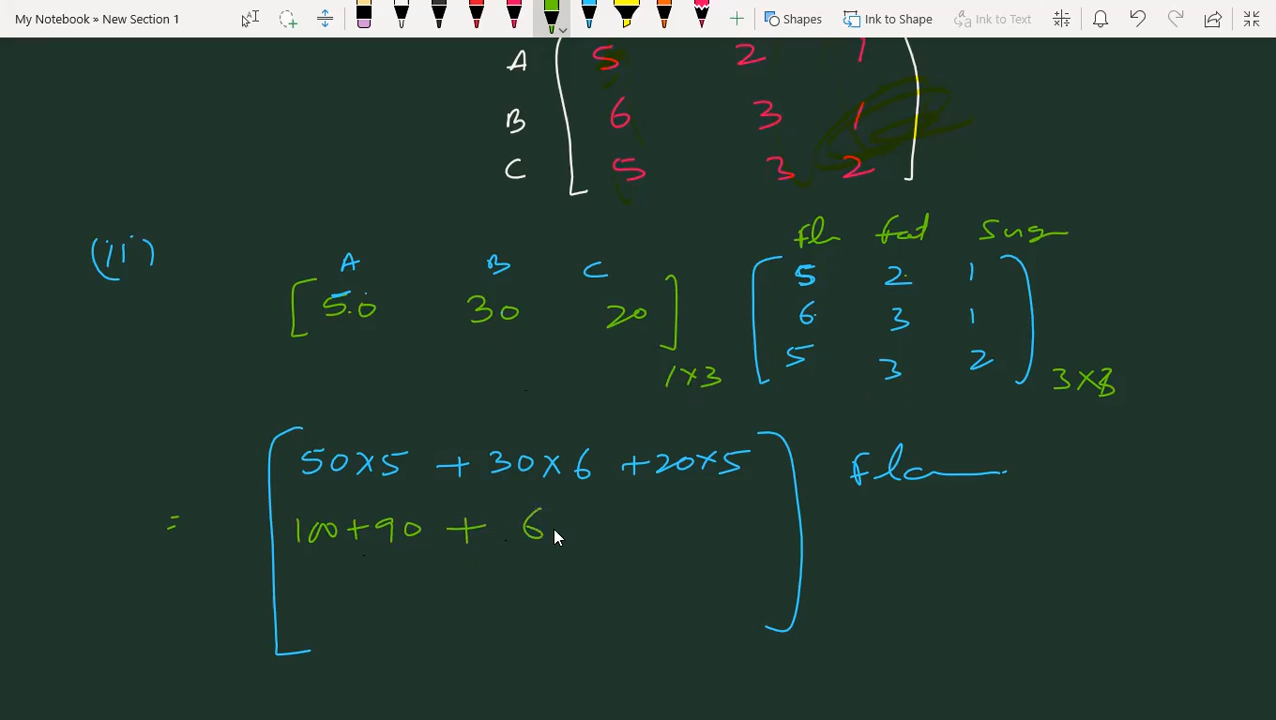 My Notebook » New Section 1
Shapes Ink to Shape Ink to Text
A 5 2 1
B 6 3 1
C 5 3 2
(ii)
Fl Fat Sug
A B C
[50 30 20] 1×3
5 2 1
6 3 1
5 3 2
3×3
50×5 + 30×6 + 20×5
= 100+90 + 6